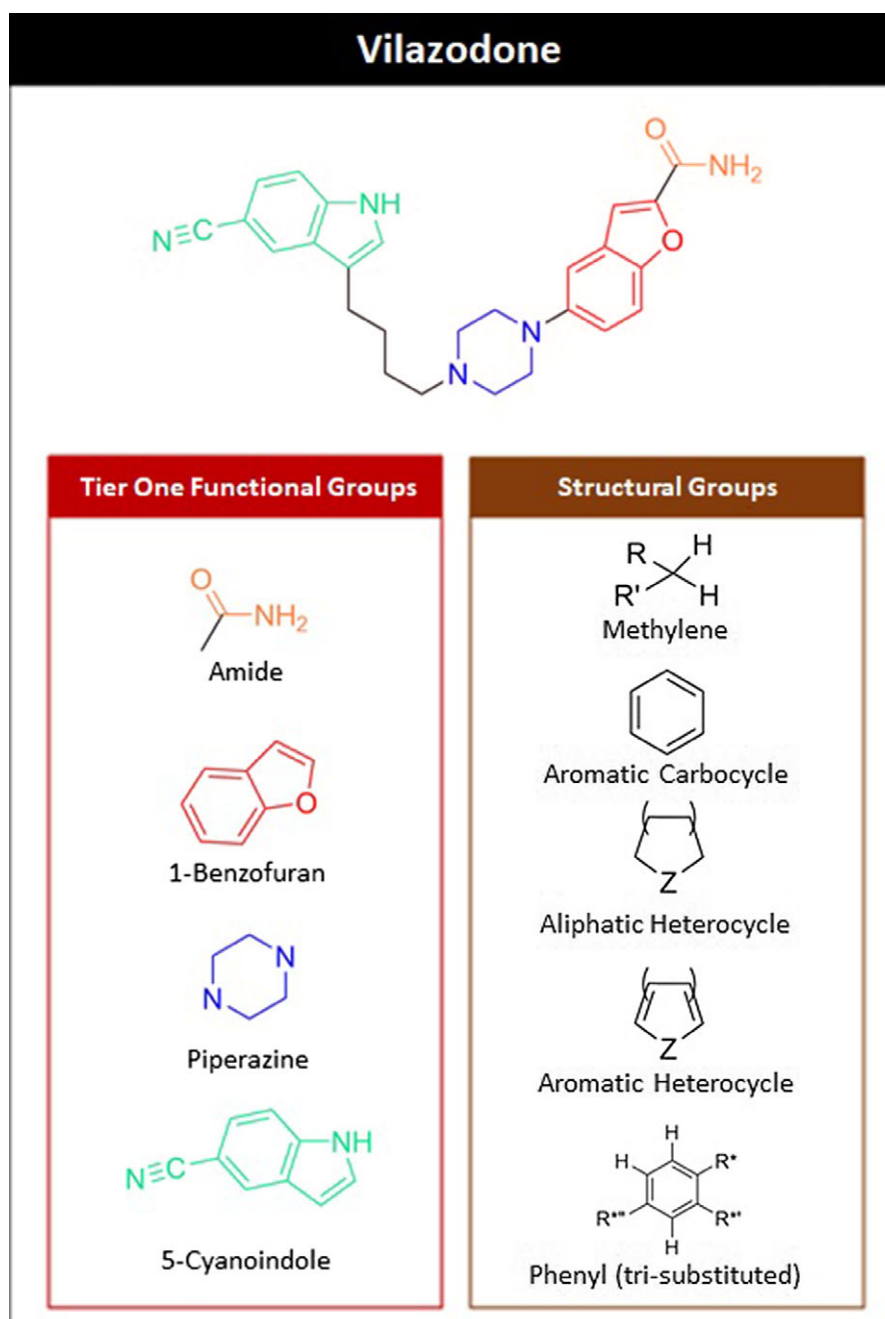 Vilazodone
O
NH₂
NH
N≡C
O
N
N
Tier One Functional Groups
O
NH₂
Amide
O
1-Benzofuran
N
N
Piperazine
NH
N≡C
5-Cyanoindole
Structural Groups
R H
R' H
Methylene
Aromatic Carbocycle
( )
Z
Aliphatic Heterocycle
( )
Z
Aromatic Heterocycle
H
H R*
R*" R*'
H
Phenyl (tri-substituted)